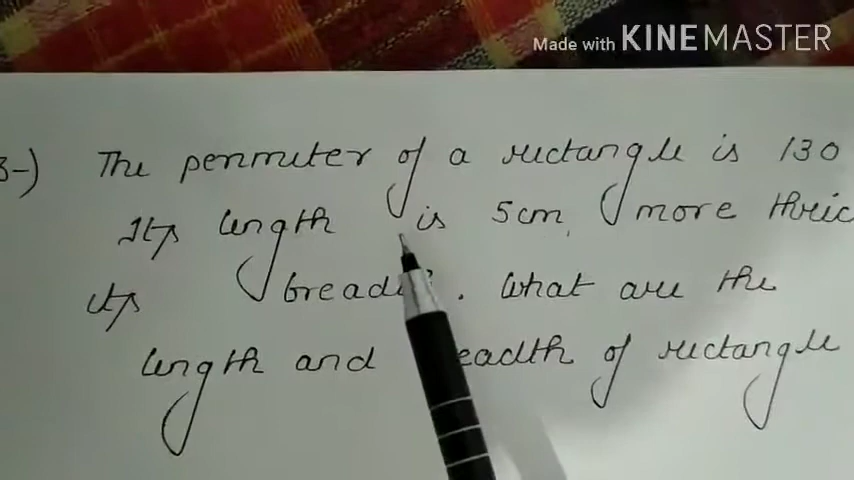 Made with KINEMASTER
3-) The perimuter of a rectangle is 130
Its length is 5cm more thric
its breadt . What are the
length and eadth of rectangle